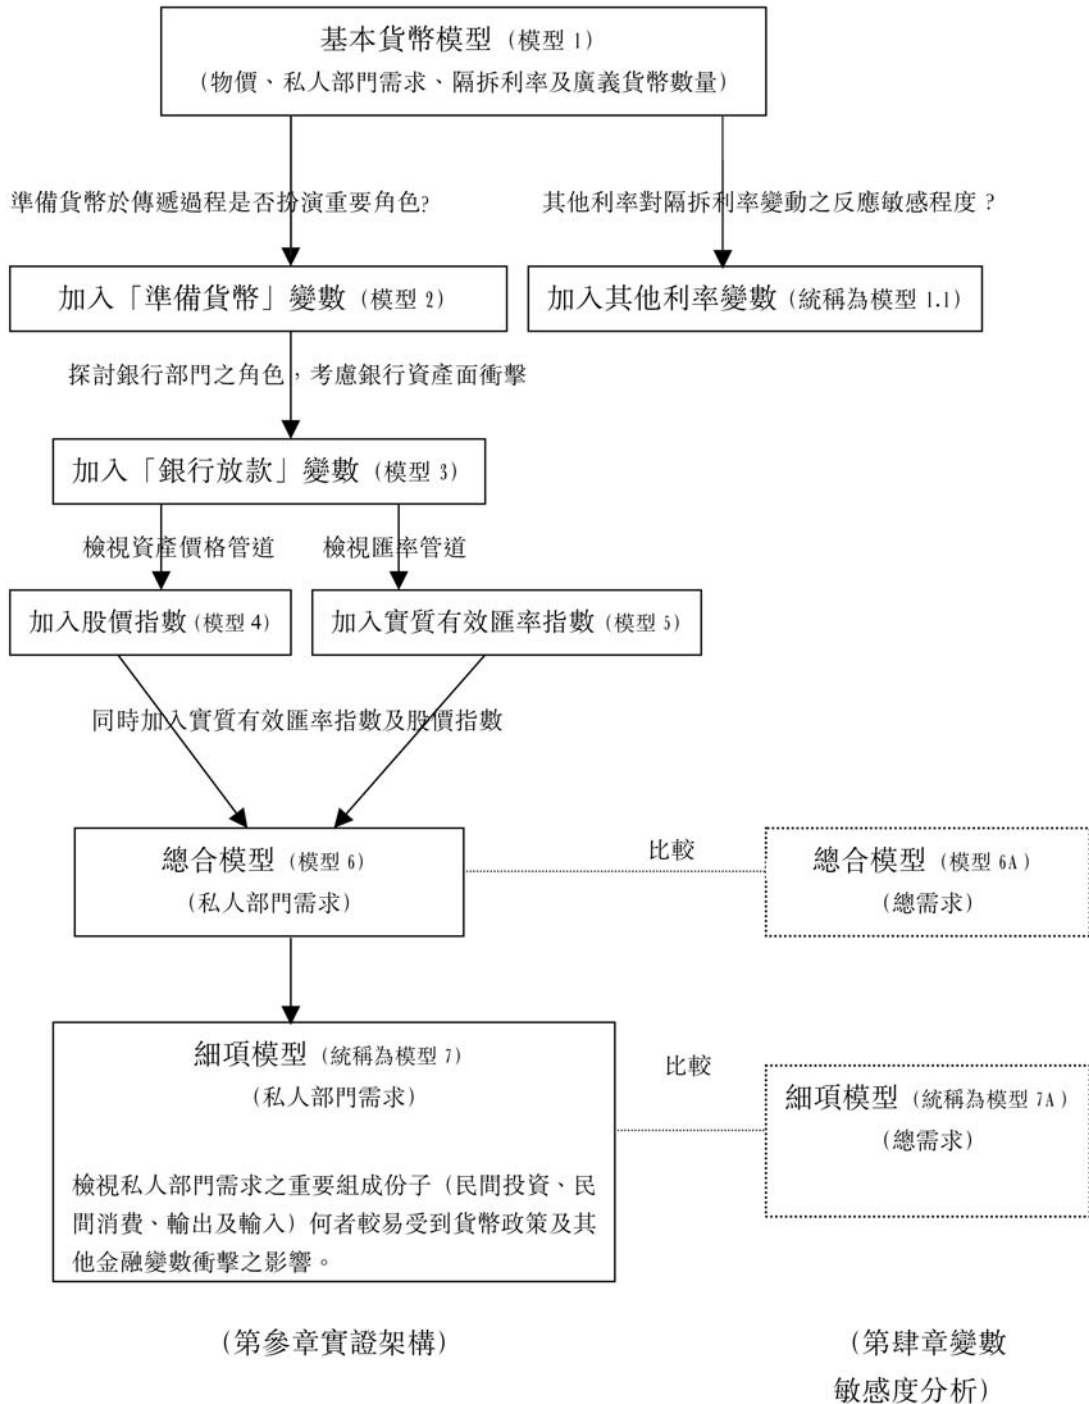 基本貨幣模型 (模型 1)
(物價、私人部門需求、隔拆利率及廣義貨幣數量)
準備貨幣於傳遞過程是否扮演重要角色?
其他利率對隔拆利率變動之反應敏感程度?
加入「準備貨幣」變數 (模型 2)
加入其他利率變數 (統稱為模型 1.1)
探討銀行部門之角色，考慮銀行資產面衝擊
加入「銀行放款」變數 (模型 3)
檢視資產價格管道
檢視匯率管道
加入股價指數 (模型 4)
加入實質有效匯率指數 (模型 5)
同時加入實質有效匯率指數及股價指數
總合模型 (模型 6)
(私人部門需求)
比較
總合模型 (模型 6A)
(總需求)
細項模型 (統稱為模型 7)
(私人部門需求)
比較
細項模型 (統稱為模型 7A)
(總需求)
檢視私人部門需求之重要組成份子 (民間投資、民
間消費、輸出及輸入) 何者較易受到貨幣政策及其
他金融變數衝擊之影響。
(第參章實證架構)
(第肆章變數
敏感度分析)